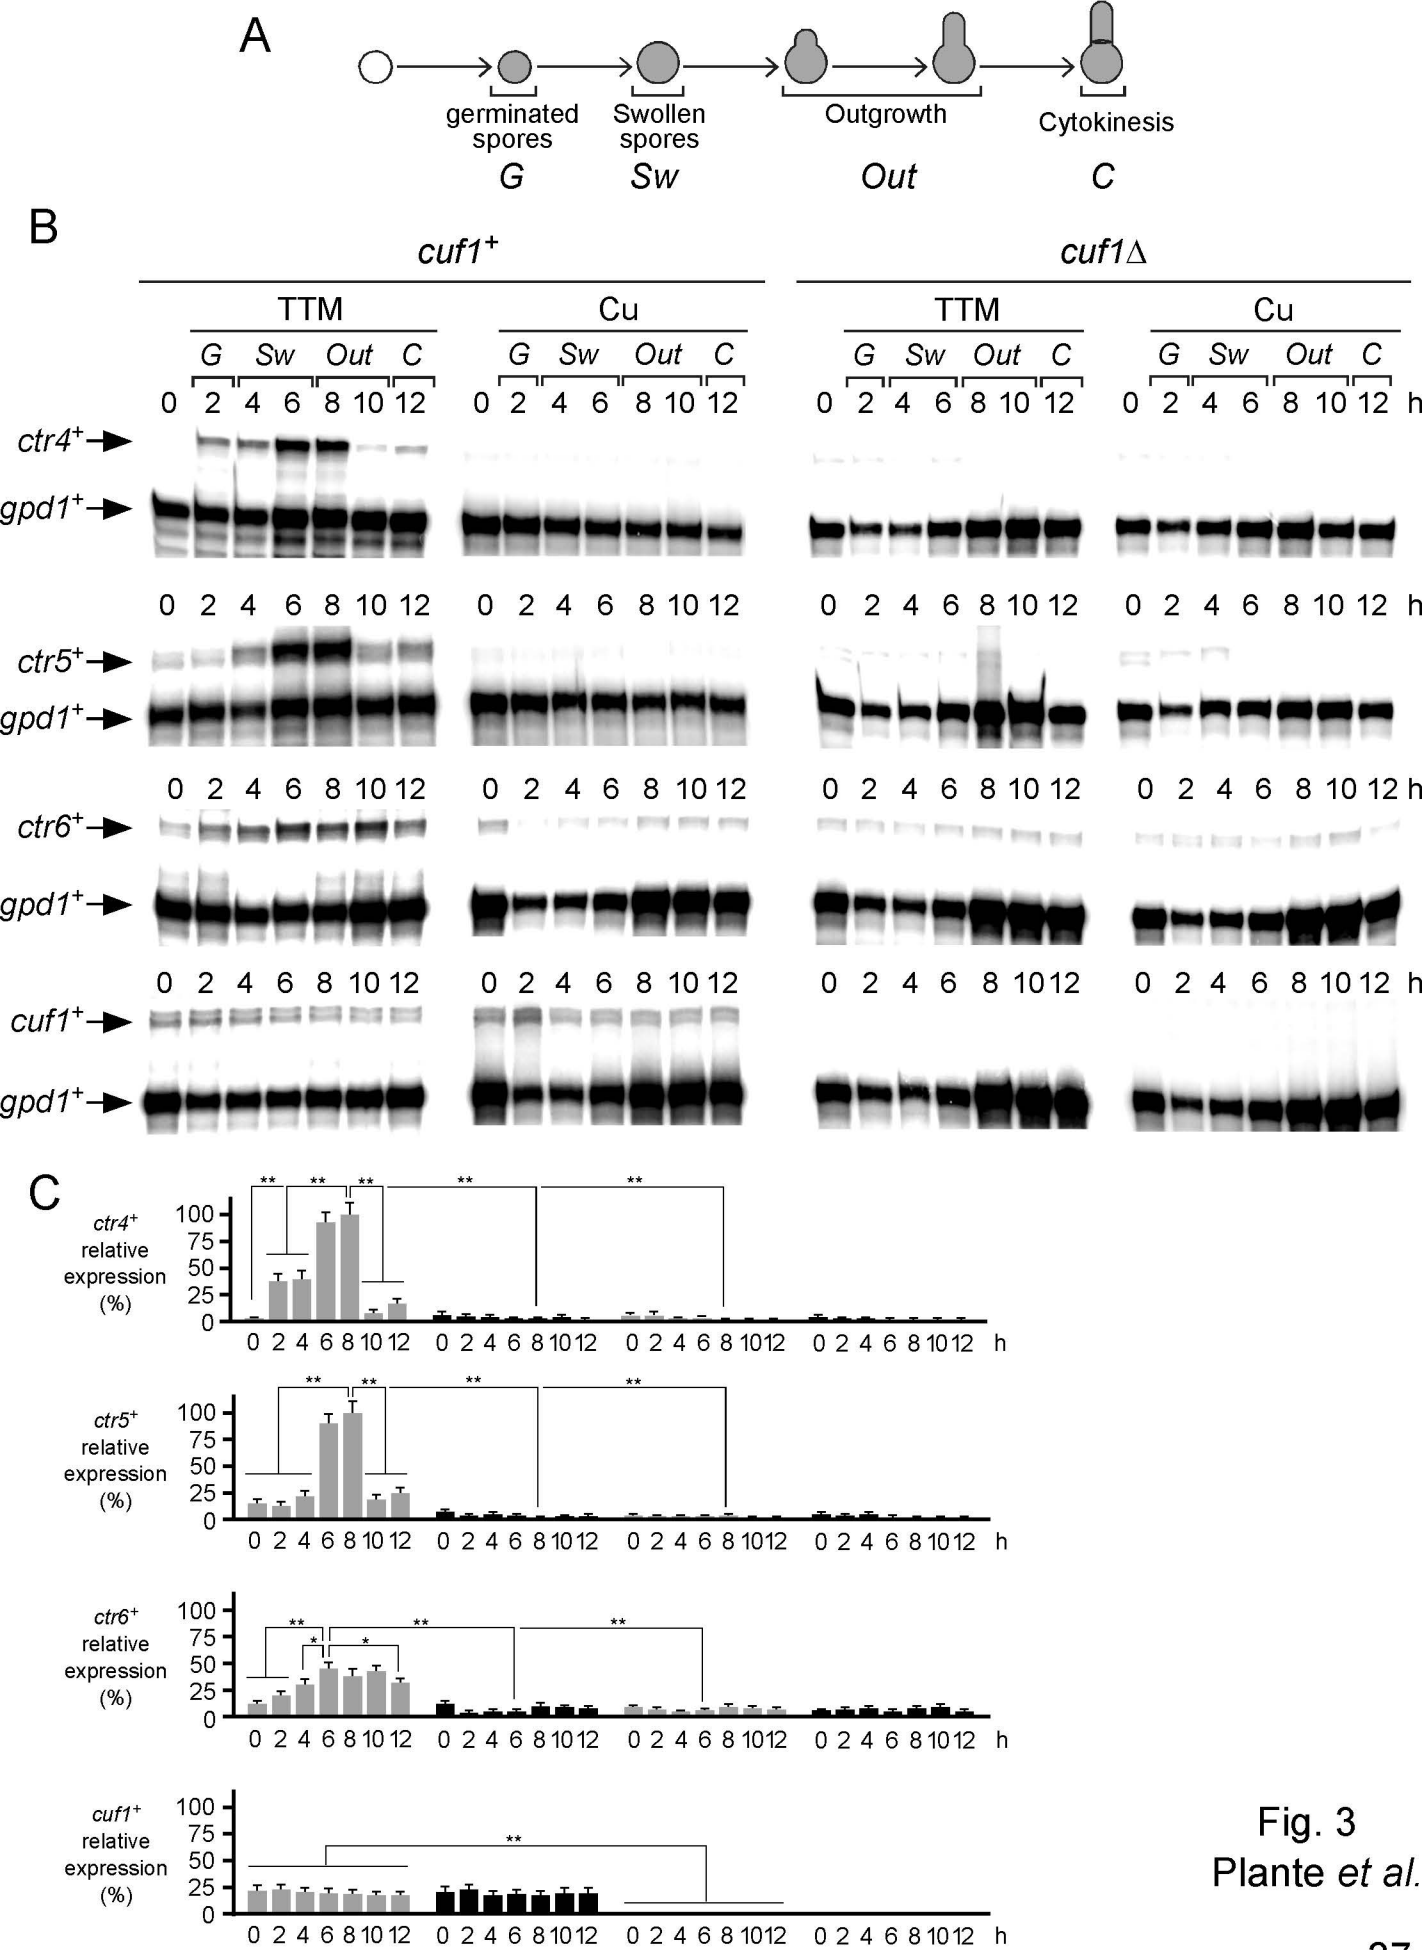 A
germinated spores
Swollen spores
Outgrowth
Cytokinesis
G Sw Out C
B
cuf1+ cuf1Δ
TTM Cu TTM Cu
G Sw Out C G Sw Out C G Sw Out C G Sw Out C
0 2 4 6 8 10 12 0 2 4 6 8 10 12 0 2 4 6 8 10 12 0 2 4 6 8 10 12 h
ctr4+
gpd1+
0 2 4 6 8 10 12 0 2 4 6 8 10 12 0 2 4 6 8 10 12 0 2 4 6 8 10 12 h
ctr5+
gpd1+
0 2 4 6 8 10 12 0 2 4 6 8 10 12 0 2 4 6 8 10 12 0 2 4 6 8 10 12 h
ctr6+
gpd1+
0 2 4 6 8 10 12 0 2 4 6 8 10 12 0 2 4 6 8 10 12 0 2 4 6 8 10 12 h
cuf1+
gpd1+
C
** ** ** ** **
ctr4+
relative
expression
(%)
100
75
50
25
0
0 2 4 6 8 10 12 0 2 4 6 8 10 12 0 2 4 6 8 10 12 0 2 4 6 8 10 12 h
** ** ** **
ctr5+
relative
expression
(%)
100
75
50
25
0
0 2 4 6 8 10 12 0 2 4 6 8 10 12 0 2 4 6 8 10 12 0 2 4 6 8 10 12 h
** ** **
* *
ctr6+
relative
expression
(%)
100
75
50
25
0
0 2 4 6 8 10 12 0 2 4 6 8 10 12 0 2 4 6 8 10 12 0 2 4 6 8 10 12 h
**
cuf1+
relative
expression
(%)
100
75
50
25
0
0 2 4 6 8 10 12 0 2 4 6 8 10 12 0 2 4 6 8 10 12 0 2 4 6 8 10 12 h
Fig. 3
Plante et al.